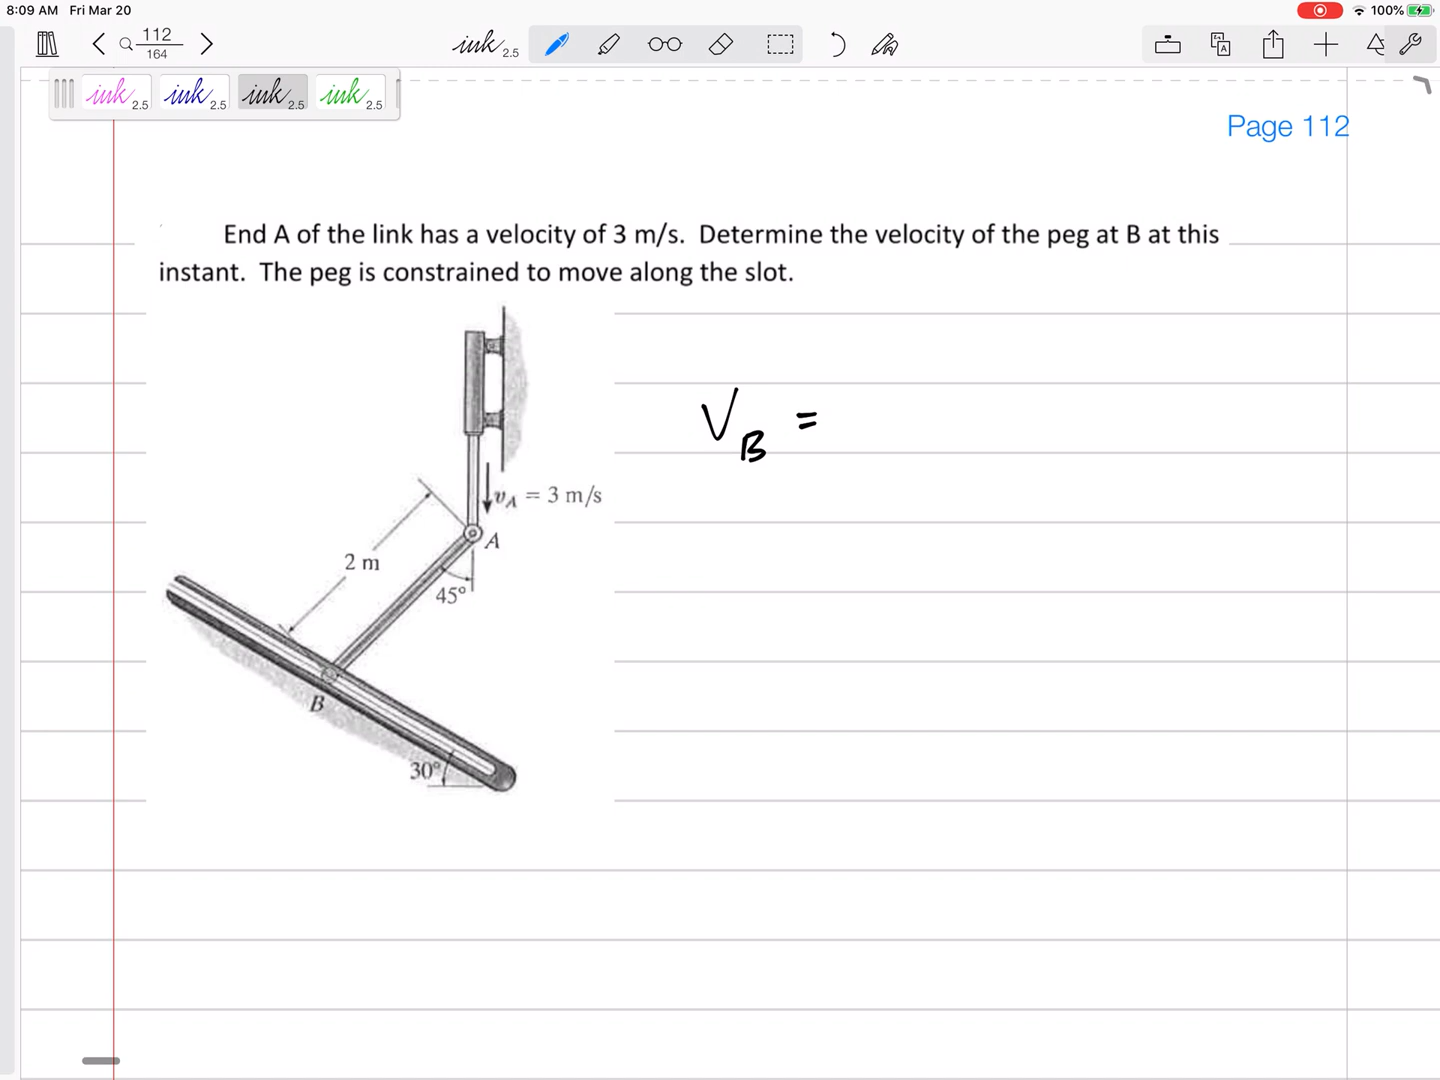 8:09 AM Fri Mar 20
100%
112
164
ink 2.5
ink 2.5 ink 2.5 ink 2.5 ink 2.5
Page 112
End A of the link has a velocity of 3 m/s. Determine the velocity of the peg at B at this
instant. The peg is constrained to move along the slot.
V_B =
v_A = 3 m/s
A
2 m
45°
B
30°